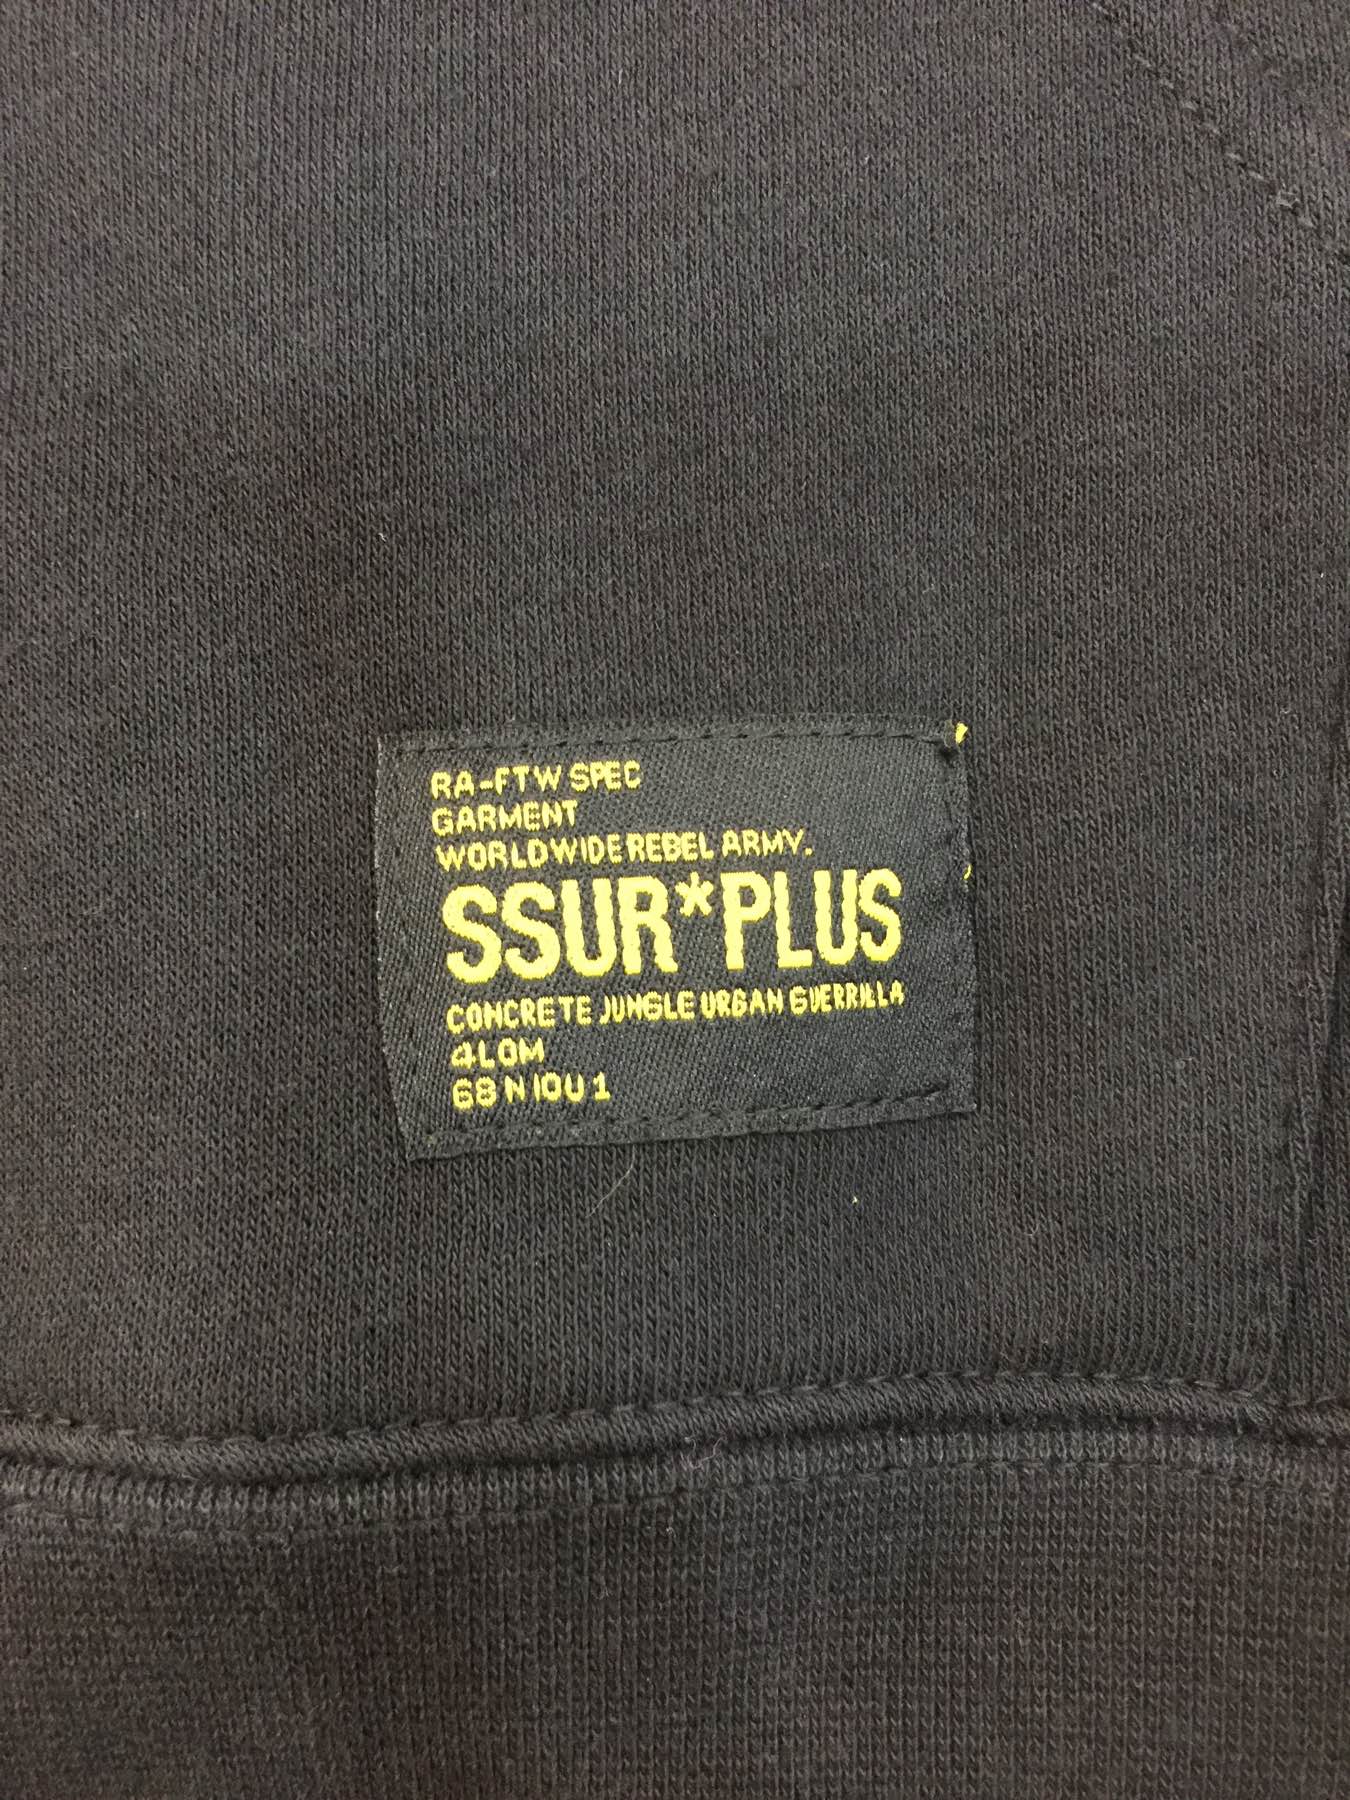 RA-FTW SPEC
GARMENT
WORLDWIDE REBEL ARMY.
SSUR*PLUS
CONCRETE JUNGLE URBAN GUERRILLA
4LOM
68 N IOU 1